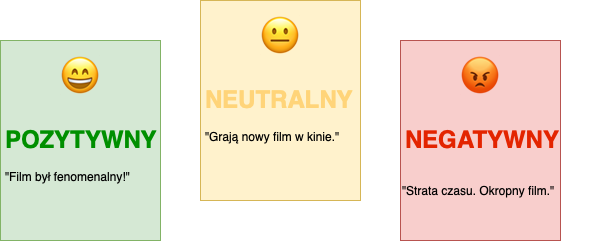 POZYTYWNY
"Film był fenomenalny!"
NEUTRALNY
"Grają nowy film w kinie."
NEGATYWNY
"Strata czasu. Okropny film."